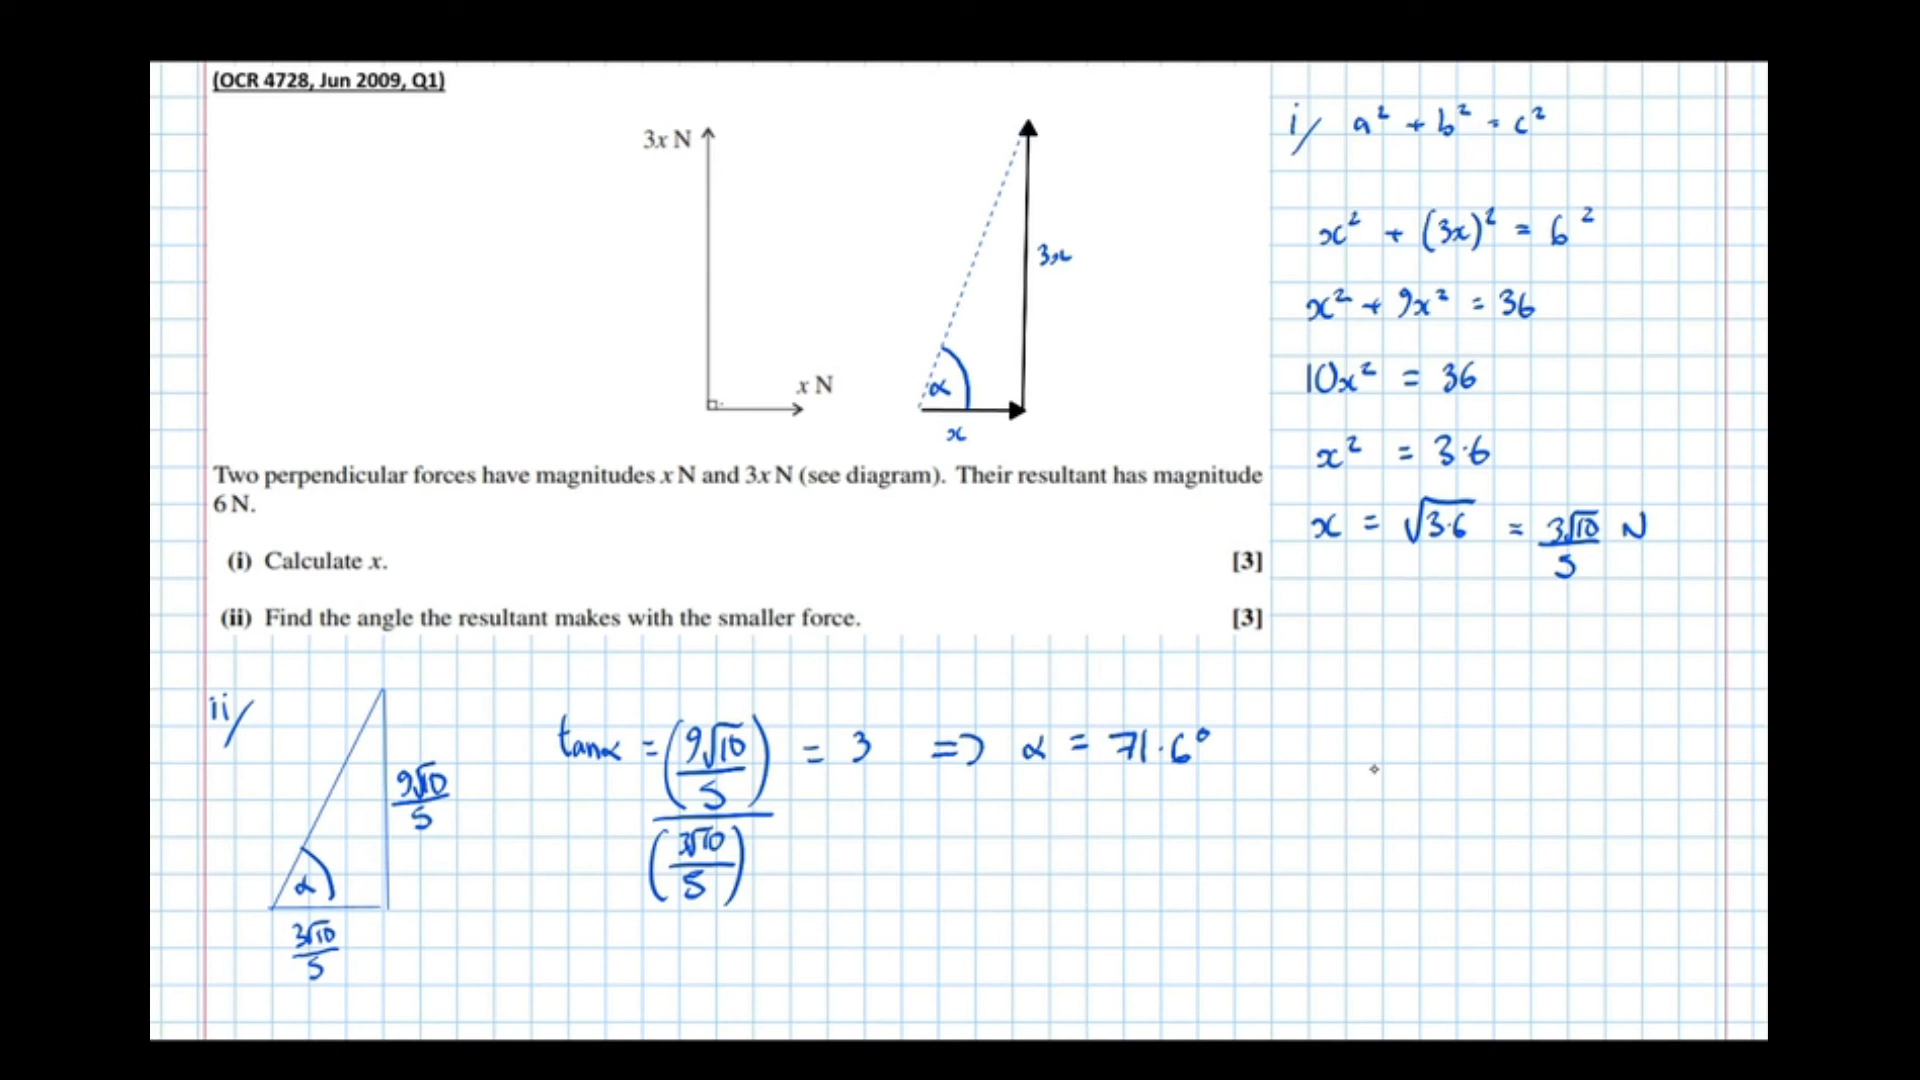 (OCR 4728, Jun 2009, Q1)
3x N
x N
3x
α
x
Two perpendicular forces have magnitudes x N and 3x N (see diagram). Their resultant has magnitude
6 N.
(i) Calculate x. [3]
(ii) Find the angle the resultant makes with the smaller force. [3]
i/ a² + b² = c²
x² + (3x)² = 6²
x² + 9x² = 36
10x² = 36
x² = 3·6
x = √3·6 = 3√10/5 N
ii/
9√10/5
α
3√10/5
tanα = (9√10/5)/(3√10/5) = 3 => α = 71·6°